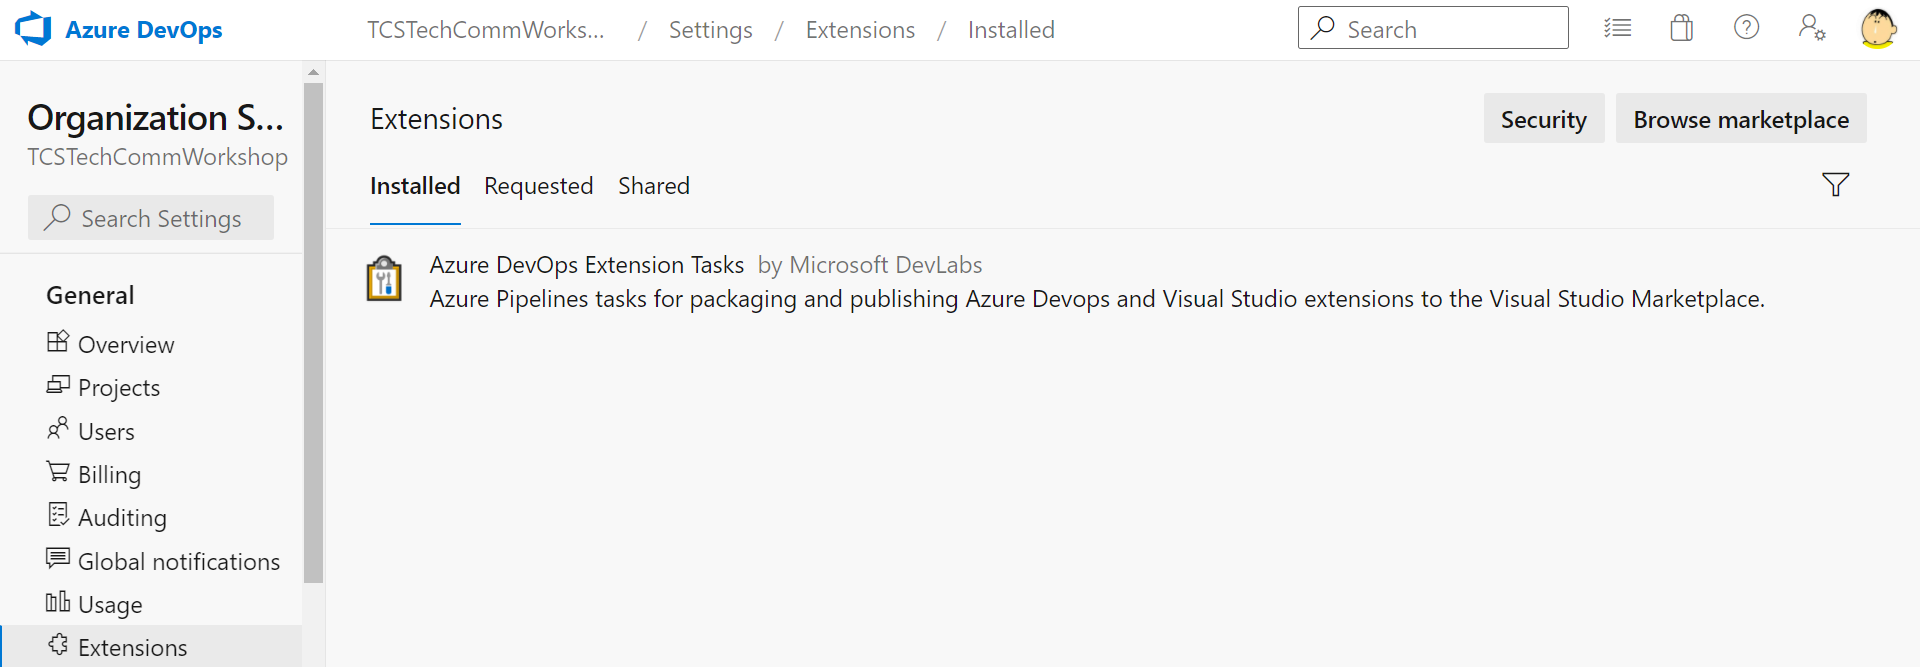 Azure DevOps TCSTechCommWorks... / Settings / Extensions / Installed Search
Organization S...
TCSTechCommWorkshop
Search Settings
General
Overview
Projects
Users
Billing
Auditing
Global notifications
Usage
Extensions
Extensions
Security Browse marketplace
Installed Requested Shared
Azure DevOps Extension Tasks by Microsoft DevLabs
Azure Pipelines tasks for packaging and publishing Azure Devops and Visual Studio extensions to the Visual Studio Marketplace.